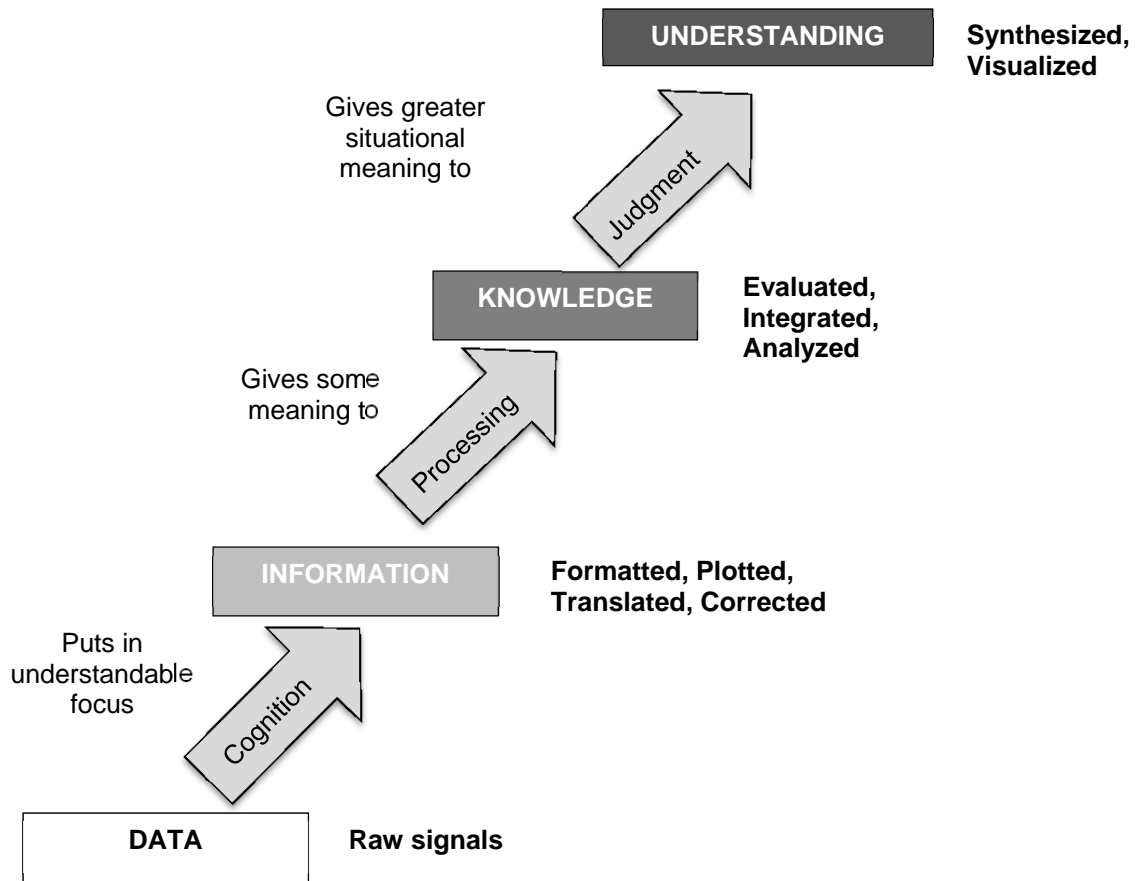 UNDERSTANDING
Synthesized,
Visualized
Gives greater
situational
meaning to
Judgment
KNOWLEDGE
Evaluated,
Integrated,
Analyzed
Gives some
meaning to
Processing
INFORMATION
Formatted, Plotted,
Translated, Corrected
Puts in
understandable
focus
Cognition
DATA
Raw signals